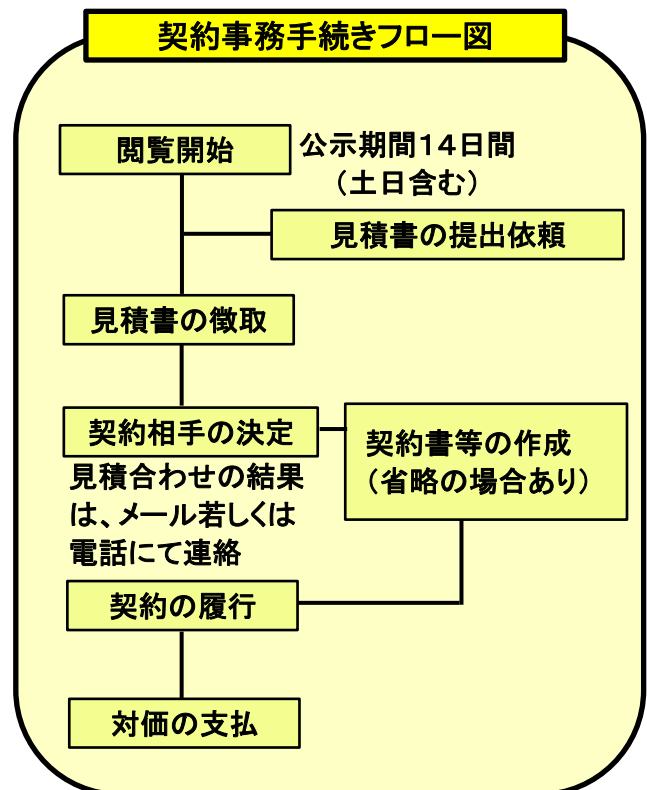 契約事務手続きフロー図
閲覧開始
公示期間14日間
（土日含む）
見積書の提出依頼
見積書の徴取
契約相手の決定
見積合わせの結果
は、メール若しくは
電話にて連絡
契約書等の作成
（省略の場合あり）
契約の履行
対価の支払